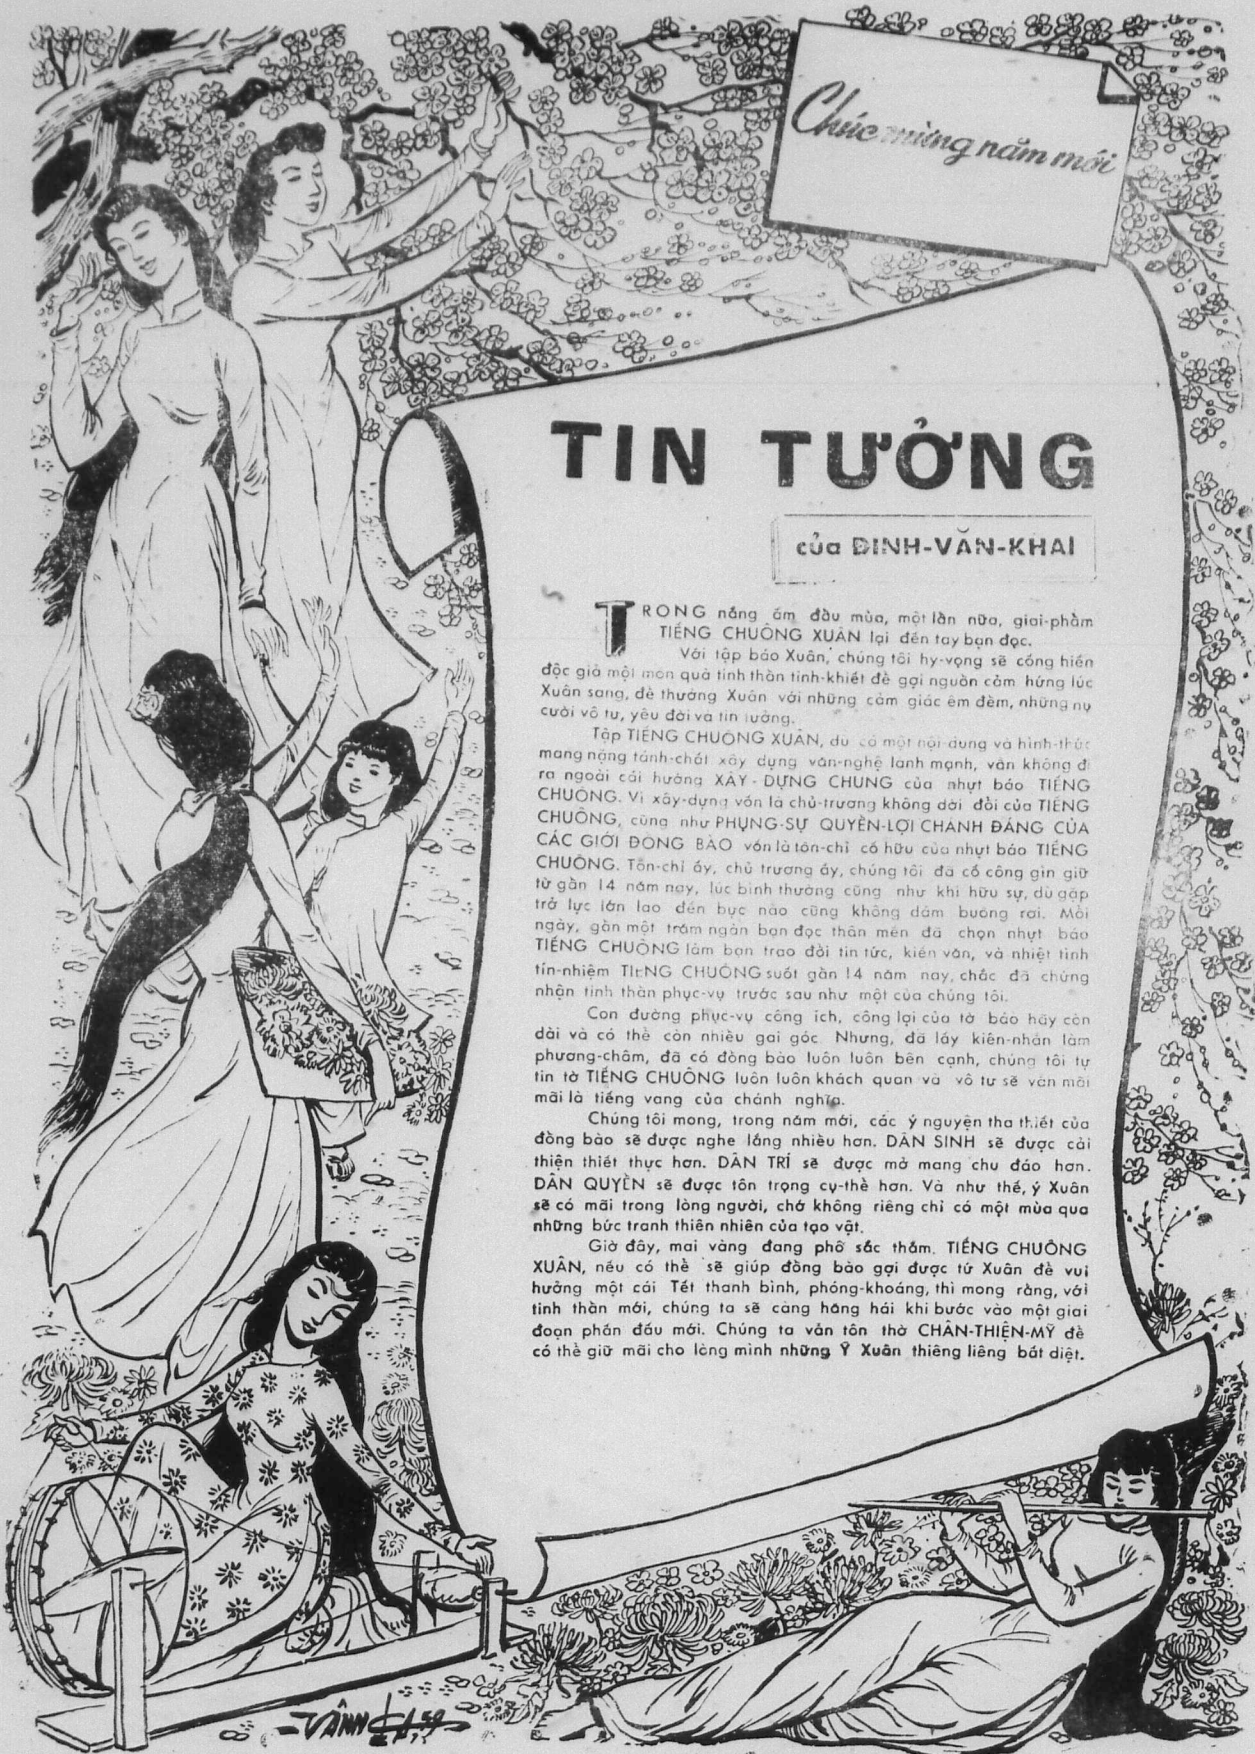 Chúc mừng năm mới
TIN TƯỞNG
của ĐINH-VĂN-KHAI
TRONG nắng ấm đầu mùa, một lần nữa, giai-phẩm
TIẾNG CHUÔNG XUÂN lại đến tay bạn đọc.
Với tập báo Xuân, chúng tôi hy-vọng sẽ cống hiến
độc giả một món quà tinh thần tinh-khiết để gợi nguồn cảm hứng lúc
Xuân sang, để thưởng Xuân với những cảm giác êm đềm, những nụ
cười vô tư, yêu đời và tin tưởng.
Tập TIẾNG CHUÔNG XUÂN, dù có một nội-dung và hình-thức
mang nặng tánh-chất xây dựng văn-nghệ lành mạnh, vẫn không đi
ra ngoài cái hướng XÂY-DỰNG CHUNG của nhựt báo TIẾNG
CHUÔNG. Vì xây-dựng vốn là chủ-trương không dời đổi của TIẾNG
CHUÔNG, cũng như PHỤNG-SỰ QUYỀN-LỢI CHÁNH ĐÁNG CỦA
CÁC GIỚI ĐỒNG BÀO vốn là tôn-chỉ cố hữu của nhựt báo TIẾNG
CHUÔNG. Tôn-chỉ ấy, chủ trương ấy, chúng tôi đã cố công gìn giữ
từ gần 14 năm nay, lúc bình thường cũng như khi hữu sự, dù gặp
trở lực lớn lao đến bực nào cũng không dám buông rơi. Mỗi
ngày, gần một trăm ngàn bạn đọc thân mến đã chọn nhựt báo
TIẾNG CHUÔNG làm bạn trao đổi tin tức, kiến văn, và nhiệt tình
tín-nhiệm TIẾNG CHUÔNG suốt gần 14 năm nay, chắc đã chứng
nhận tinh thần phục-vụ trước sau như một của chúng tôi.
Con đường phục-vụ công ích, công lợi của tờ báo hãy còn
dài và có thể còn nhiều gai góc. Nhưng, đã lấy kiên-nhẫn làm
phương-châm, đã có đồng bào luôn luôn bên cạnh, chúng tôi tự
tin tờ TIẾNG CHUÔNG luôn luôn khách quan và vô tư sẽ vẫn mãi
mãi là tiếng vang của chánh nghĩa.
Chúng tôi mong, trong năm mới, các ý nguyện tha thiết của
đồng bào sẽ được nghe lắng nhiều hơn. DÂN SINH sẽ được cải
thiện thiết thực hơn. DÂN TRÍ sẽ được mở mang chu đáo hơn.
DÂN QUYỀN sẽ được tôn trọng cụ-thể hơn. Và như thế, ý Xuân
sẽ có mãi trong lòng người, chớ không riêng chỉ có một mùa qua
những bức tranh thiên nhiên của tạo vật.
Giờ đây, mai vàng đang phô sắc thắm. TIẾNG CHUÔNG
XUÂN, nếu có thể sẽ giúp đồng bào gợi được tứ Xuân để vui
hưởng một cái Tết thanh bình, phóng-khoáng, thì mong rằng, với
tinh thần mới, chúng ta sẽ càng hăng hái khi bước vào một giai
đoạn phấn đấu mới. Chúng ta vẫn tôn thờ CHÂN-THIỆN-MỸ để
có thể giữ mãi cho lòng mình những Ý Xuân thiêng liêng bất diệt.